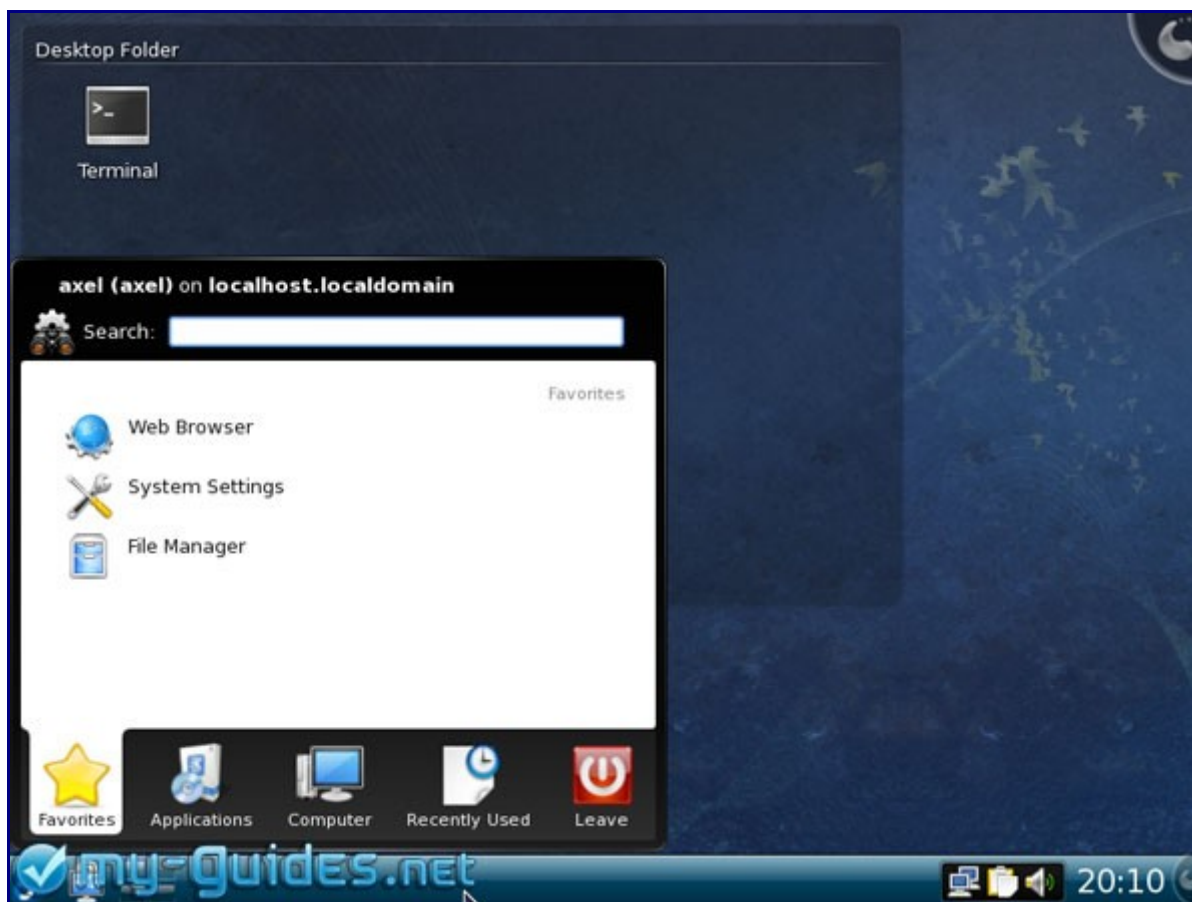 Desktop Folder
>_
Terminal
axel (axel) on localhost.localdomain
Search:
Favorites
Web Browser
System Settings
File Manager
Favorites
Applications
Computer
Recently Used
Leave
my-guides.net
20:10